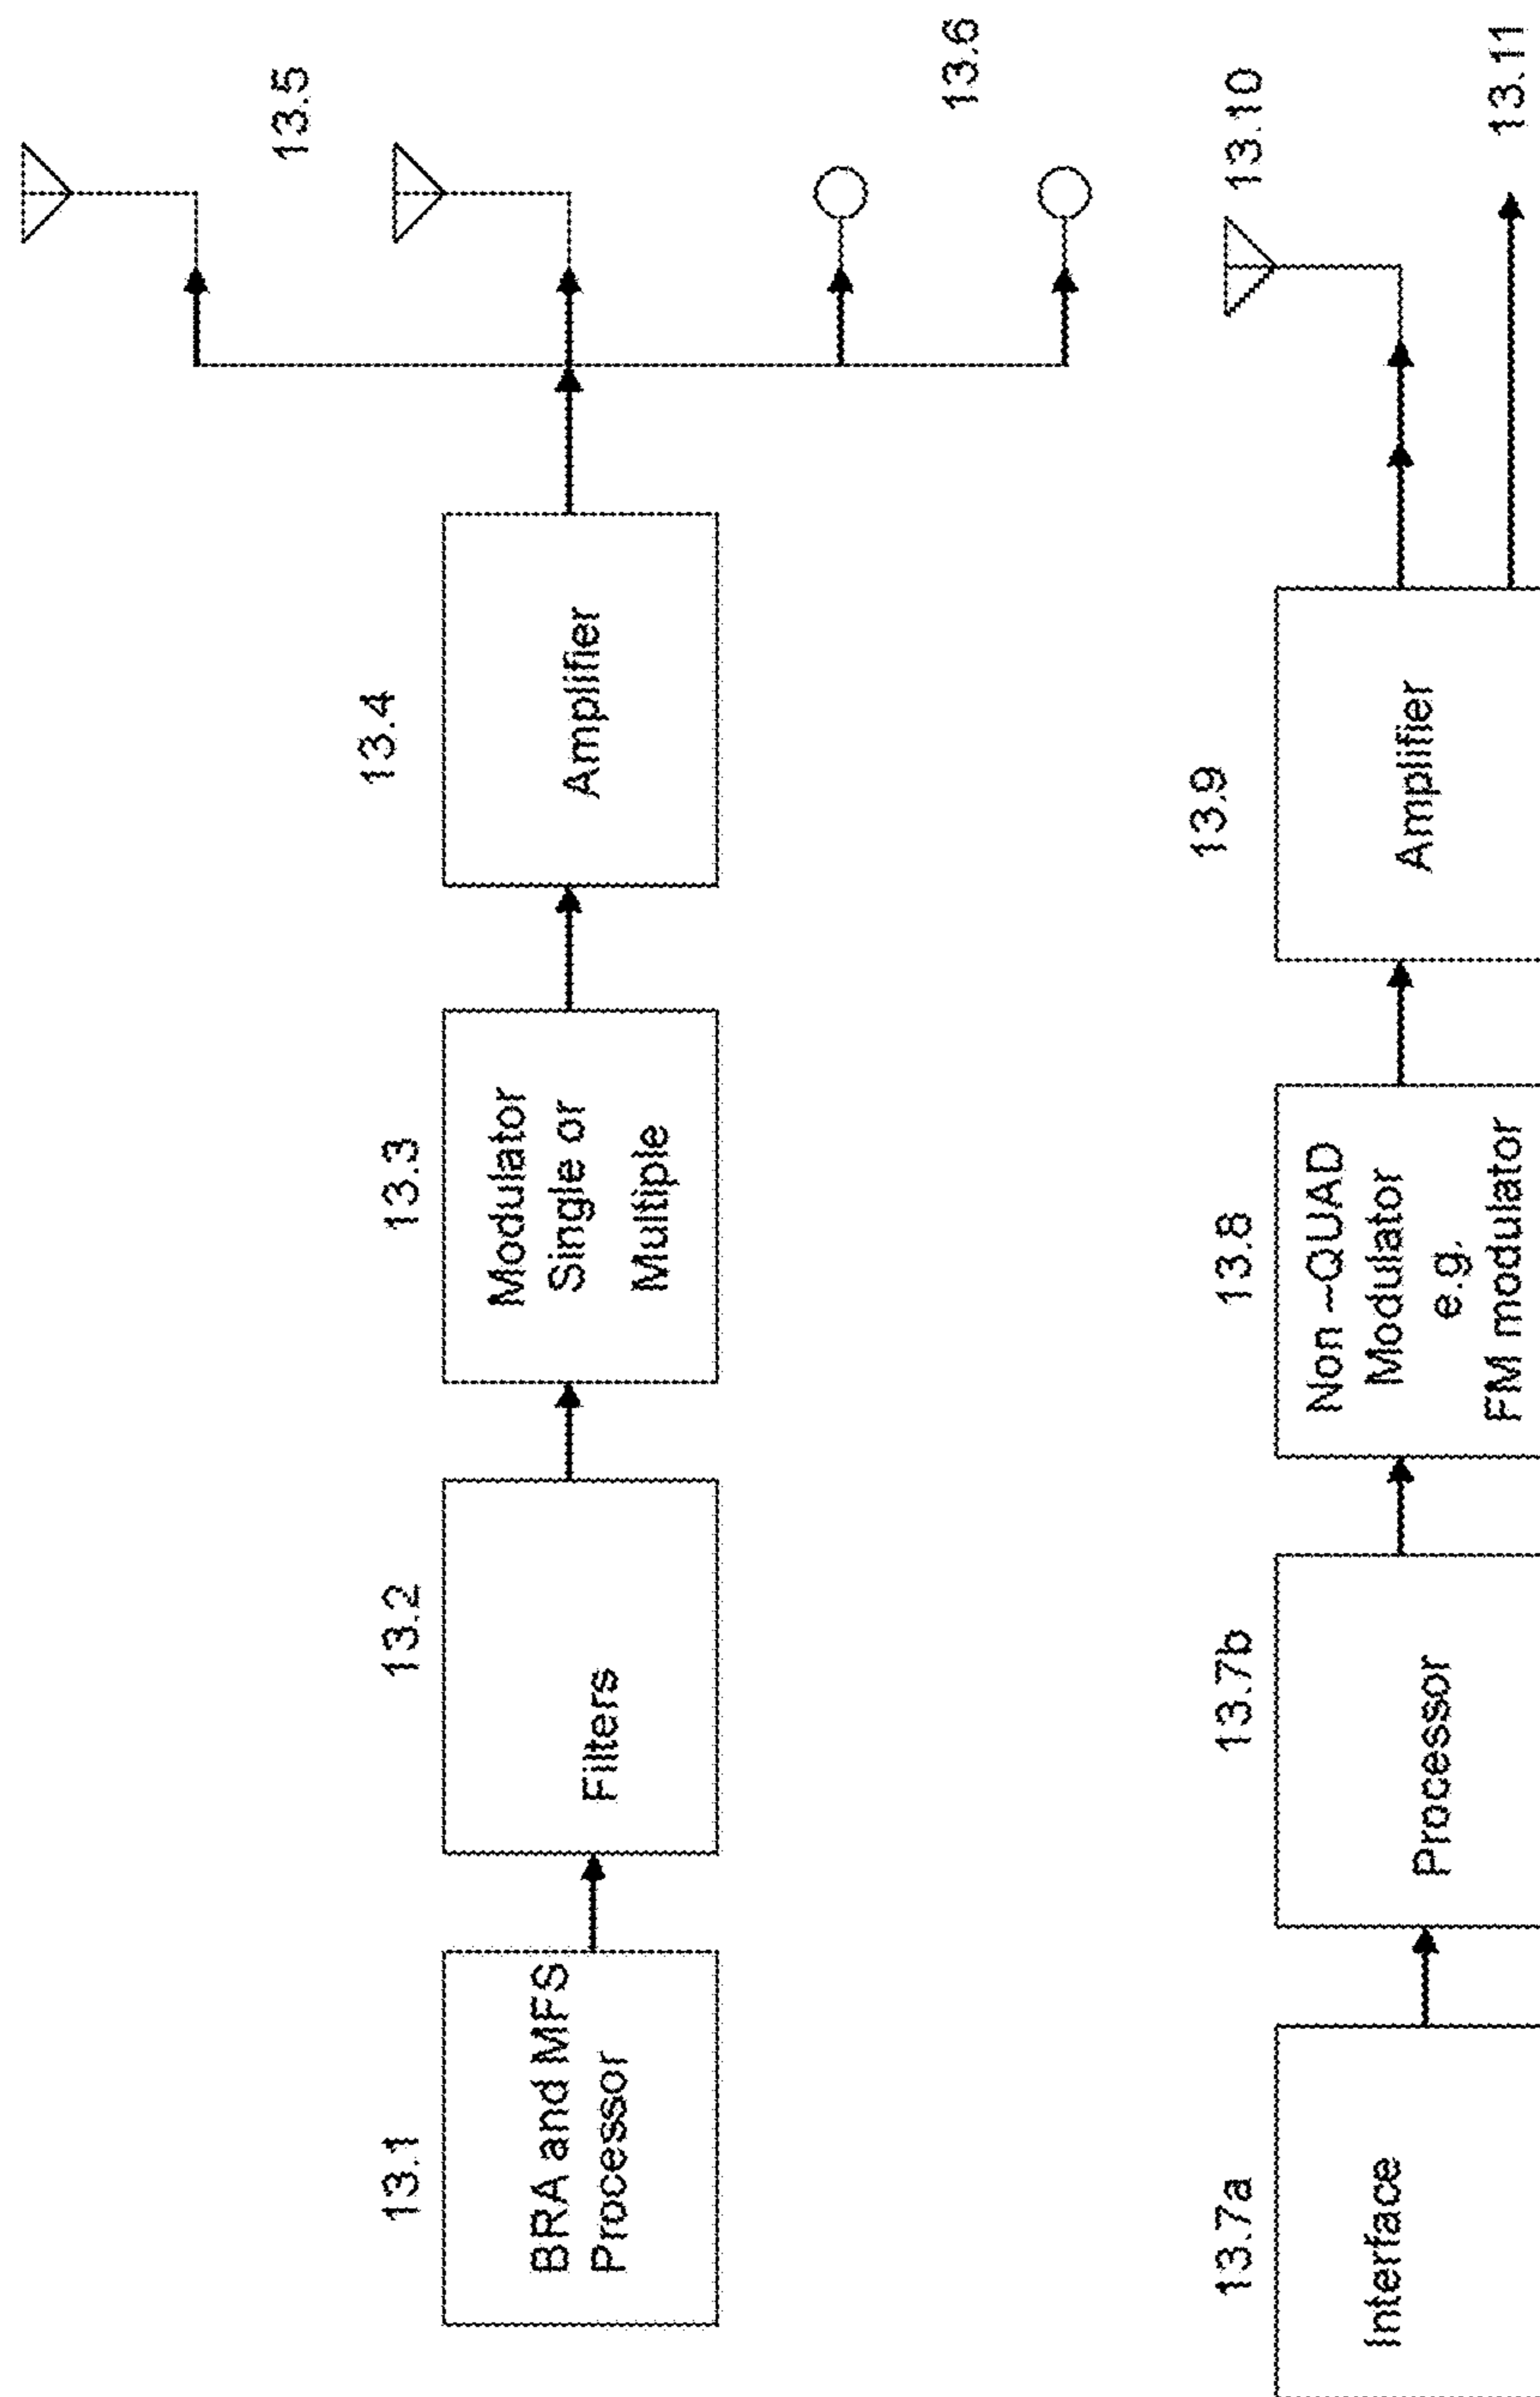 13.1
BRA and MFS
Processor
13.2
Filters
13.3
Modulator
Single or
Multiple
13.4
Amplifier
13.5
13.6
13.7a
Interface
13.7b
Processor
13.8
Non –QUAD
Modulator
e.g.
FM modulator
13.9
Amplifier
13.10
13.11